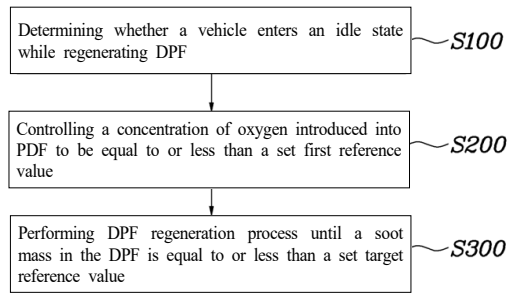 Determining whether a vehicle enters an idle state
while regenerating DPF
S100
Controlling a concentration of oxygen introduced into
PDF to be equal to or less than a set first reference
value
S200
Performing DPF regeneration process until a soot
mass in the DPF is equal to or less than a set target
reference value
S300